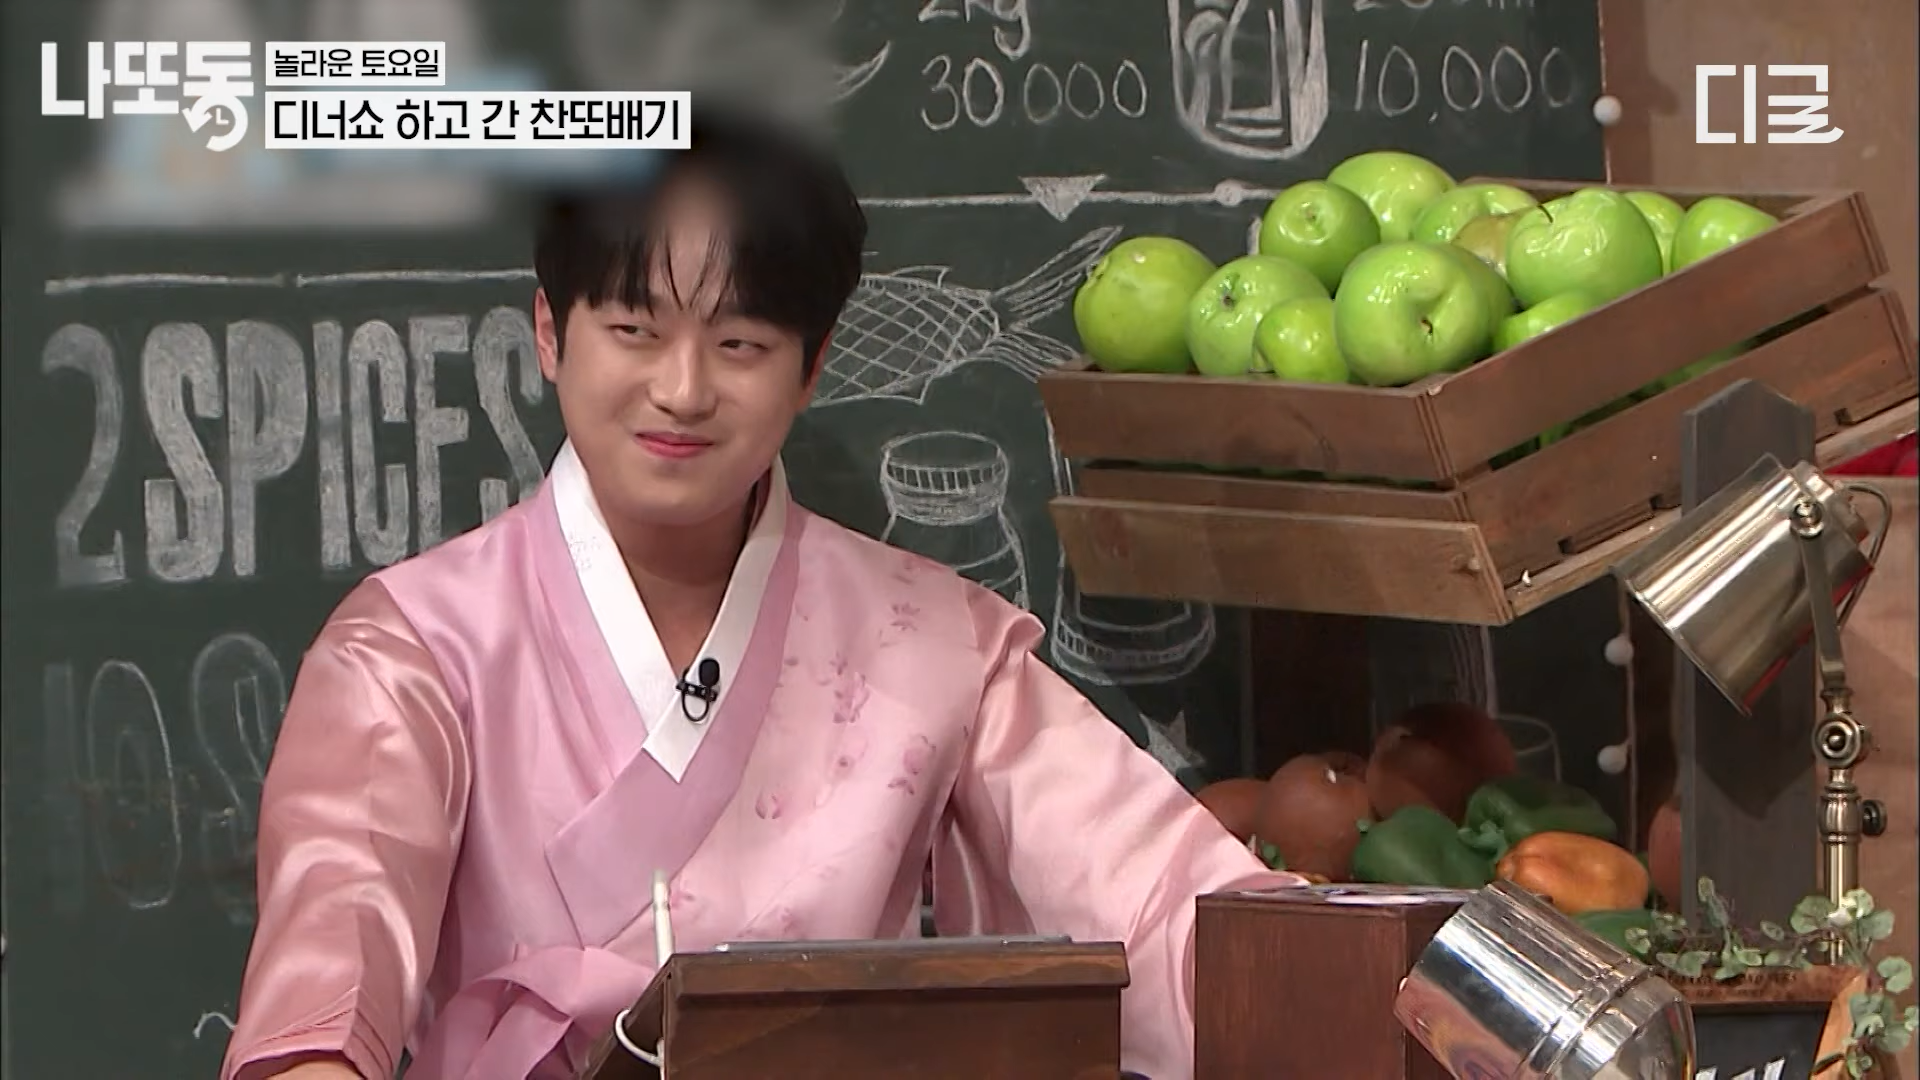 나또동
놀라운 토요일
디너쇼 하고 간 찬또배기
디글
2kg
30.000
10,000
2SPICES